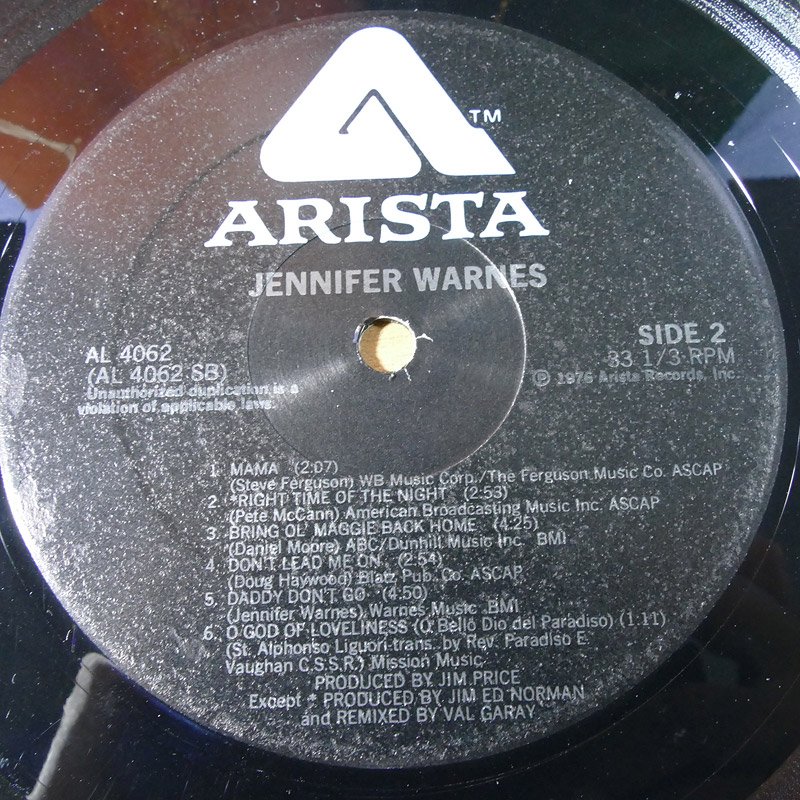 TM
ARISTA
JENNIFER WARNES
AL 4062
(AL 4062 SB)
Unauthorized duplication is a
violation of applicable laws.
SIDE 2
33 1/3 RPM
℗ 1976 Arista Records, Inc.
1. MAMA (2:07)
(Steve Ferguson) WB Music Corp./The Ferguson Music Co. ASCAP
2. *RIGHT TIME OF THE NIGHT (2:53)
(Pete McCann) American Broadcasting Music Inc. ASCAP
3. BRING OL' MAGGIE BACK HOME (4:25)
(Daniel Moore) ABC/Dunhill Music Inc. BMI
4. DON'T LEAD ME ON (2:54)
(Doug Haywood) Blatz Pub. Co. ASCAP
5. DADDY DON'T GO (4:50)
(Jennifer Warnes) Warnes Music BMI
6. O GOD OF LOVELINESS (O Bello Dio del Paradiso) (1:11)
(St. Alphonso Liguori-trans. by Rev. Paradiso E.
Vaughan C.S.S.R.) Mission Music
PRODUCED BY JIM PRICE
Except * PRODUCED BY JIM ED NORMAN
and REMIXED BY VAL GARAY